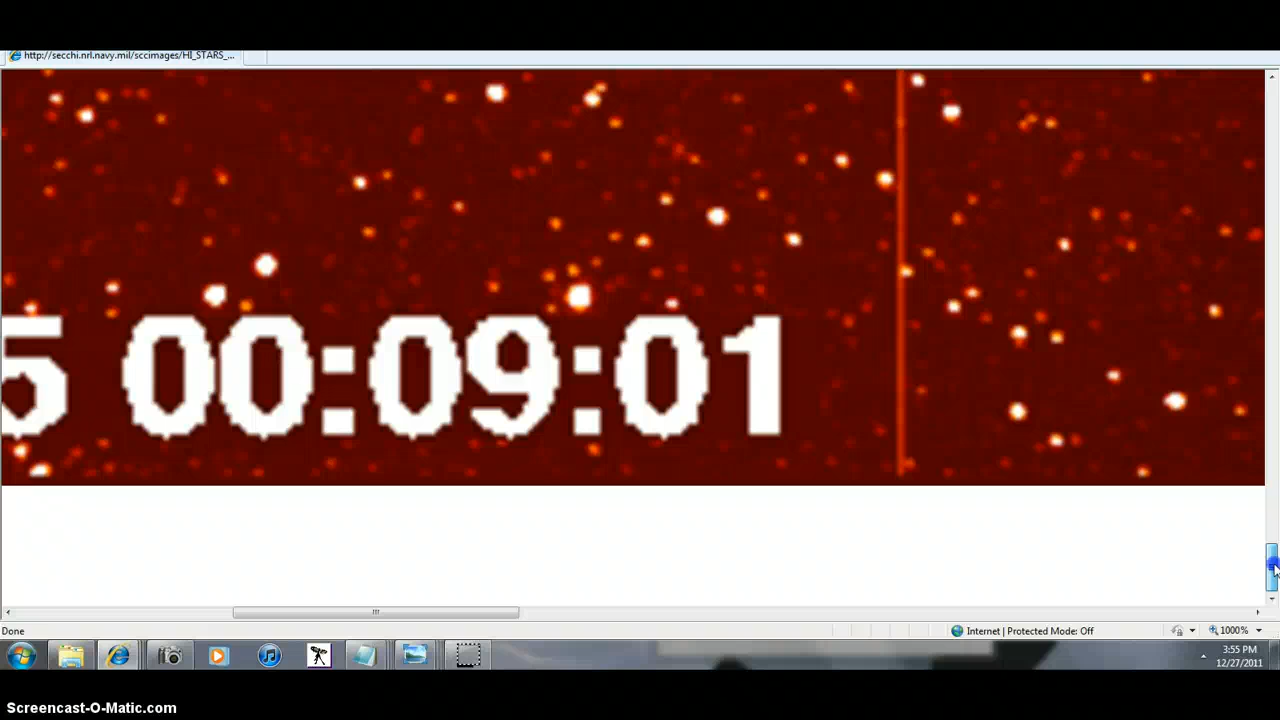 http://secchi.nrl.navy.mil/sccimages/HI_STARS_...
5 00:09:01
Done
Internet | Protected Mode: Off
1000%
3:55 PM
12/27/2011
Screencast-O-Matic.com